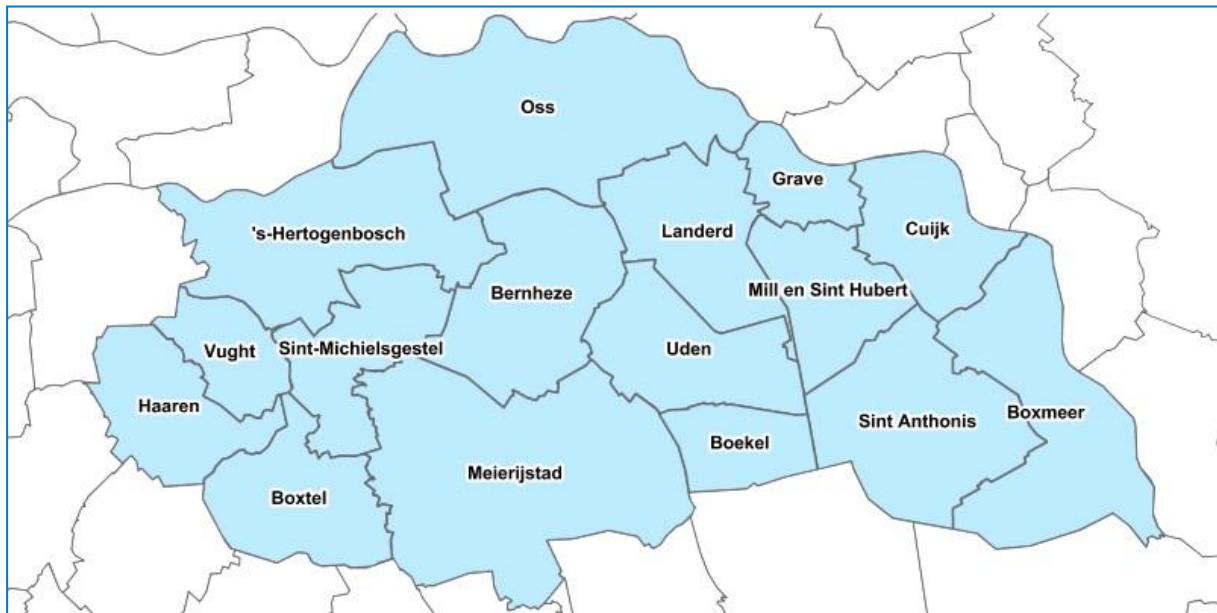 Oss
Grave
's-Hertogenbosch
Landerd
Cuijk
Bernheze
Mill en Sint Hubert
Vught
Sint-Michielsgestel
Uden
Haaren
Sint Anthonis
Boxmeer
Boekel
Meierijstad
Boxtel